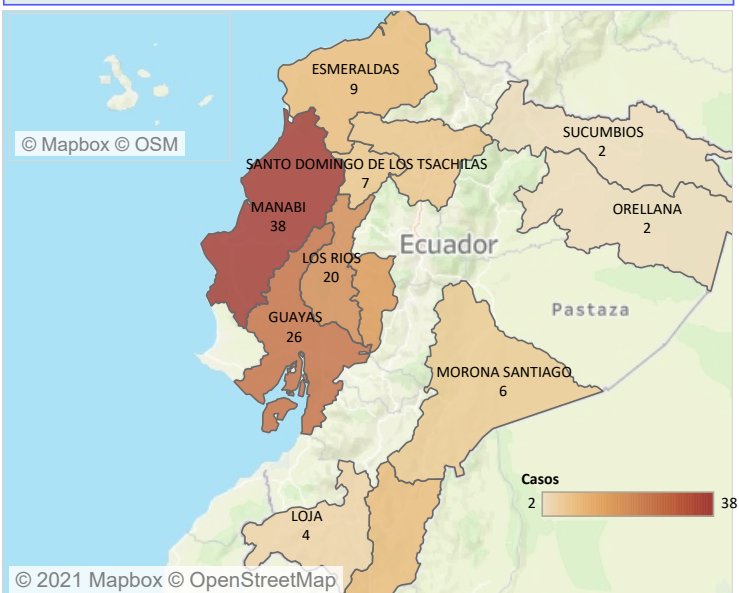 ESMERALDAS
9
© Mapbox © OSM
SUCUMBIOS
2
SANTO DOMINGO DE LOS TSACHILAS
7
MANABI
38
ORELLANA
2
Ecuador
LOS RIOS
20
Pastaza
GUAYAS
26
MORONA SANTIAGO
6
Casos
2
38
LOJA
4
© 2021 Mapbox © OpenStreetMap